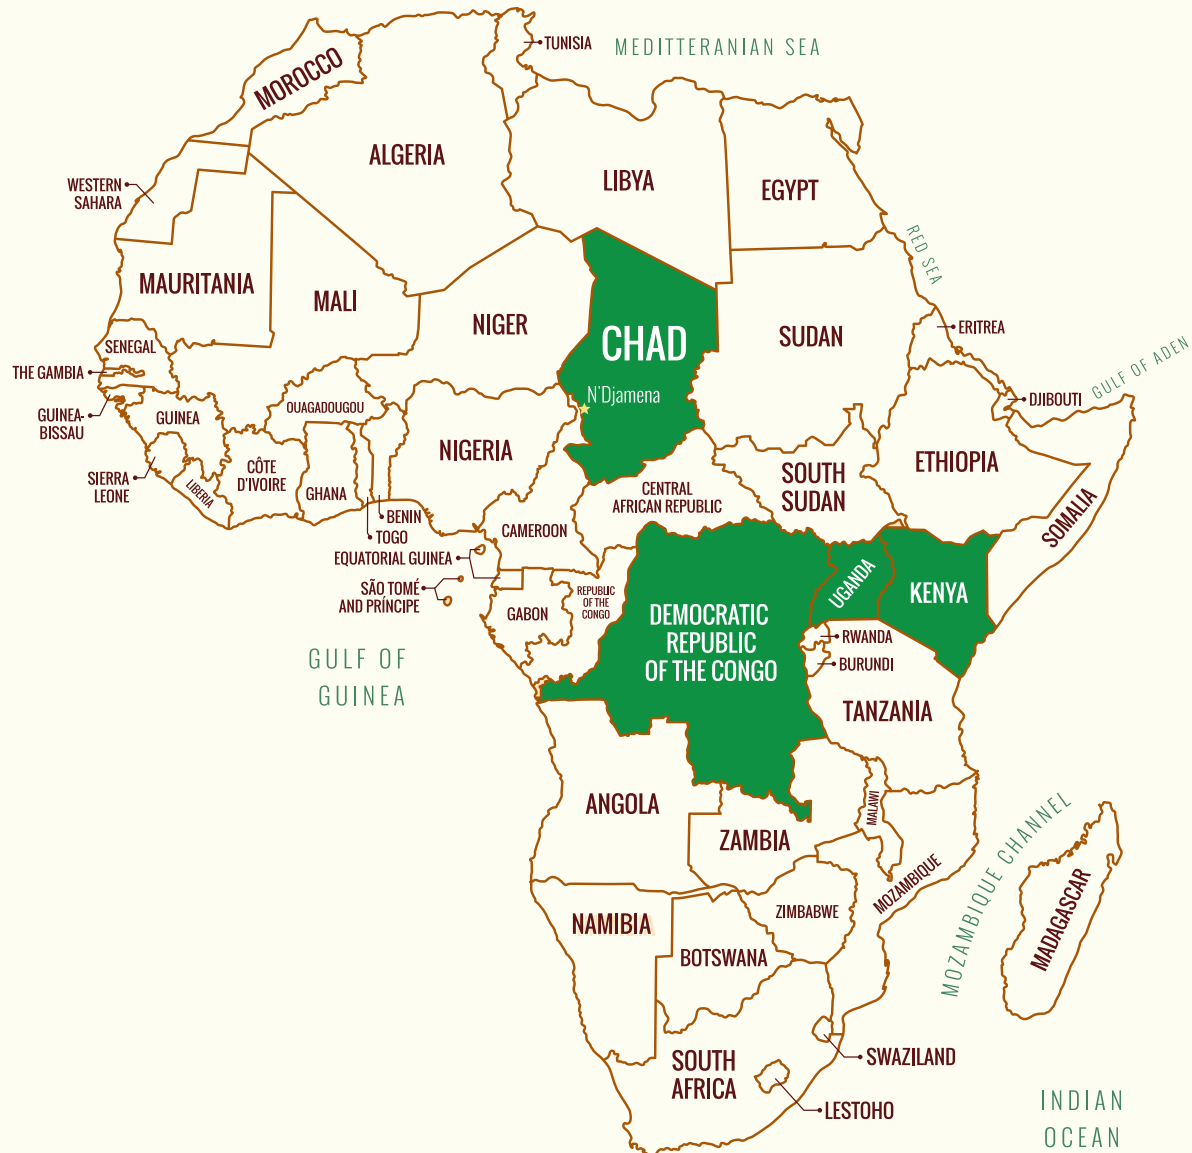 TUNISIA
MEDITTERANIAN SEA
MOROCCO
ALGERIA
LIBYA
EGYPT
WESTERN
SAHARA
RED SEA
MAURITANIA
MALI
NIGER
CHAD
SUDAN
ERITREA
SENEGAL
THE GAMBIA
N'Djamena
GULF OF ADEN
DJIBOUTI
GUINEA-
BISSAU
GUINEA
OUAGADOUGOU
NIGERIA
ETHIOPIA
SIERRA
LEONE
LIBERIA
CÔTE
D'IVOIRE
GHANA
SOUTH
SUDAN
CENTRAL
AFRICAN REPUBLIC
SOMALIA
BENIN
TOGO
CAMEROON
EQUATORIAL GUINEA
SÃO TOMÉ
AND PRÍNCIPE
GABON
REPUBLIC
OF THE
CONGO
UGANDA
KENYA
DEMOCRATIC
REPUBLIC
OF THE CONGO
RWANDA
BURUNDI
GULF OF
GUINEA
TANZANIA
ANGOLA
MALAWI
ZAMBIA
MOZAMBIQUE CHANNEL
MOZAMBIQUE
NAMIBIA
ZIMBABWE
BOTSWANA
MADAGASCAR
SOUTH
AFRICA
SWAZILAND
LESTOHO
INDIAN
OCEAN